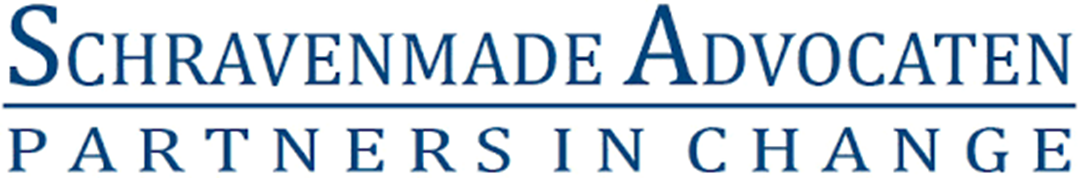 SCHRAVENMADE ADVOCATEN
PARTNERS IN CHANGE